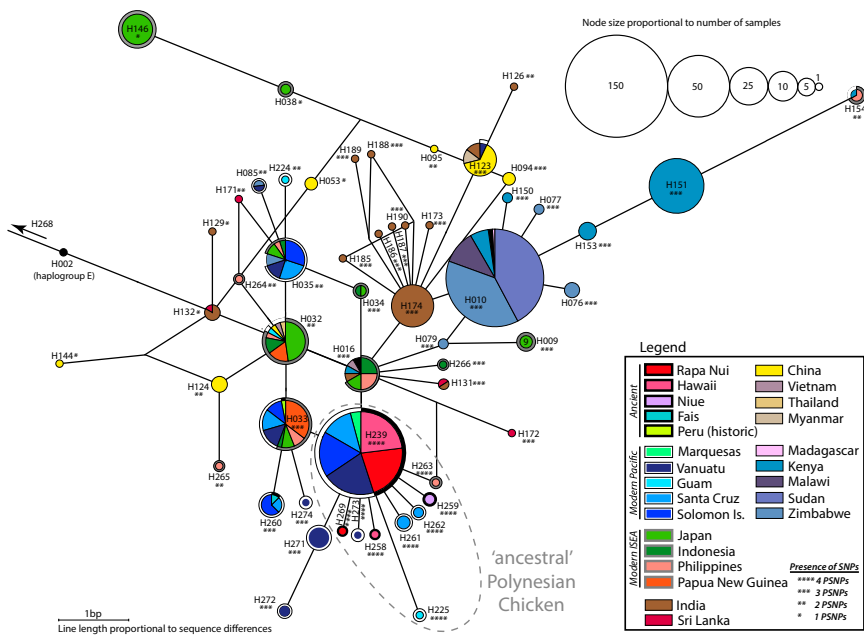 H146
*
H038 *
H126 **
Node size proportional to number of samples
150
50
25
10
5
1
H154
**
H095
**
H123
***
H094 ***
H189
***
H188 ***
H085 **
H224 **
H053 *
H171 **
H150
***
H077
***
H151
***
H153 ***
H268
H002
(haplogroup E)
H129 *
H190
***
H173
***
H187 ***
H186 ***
H185
***
H035 **
H264 **
H034
***
H174
***
H010
***
H076 ***
H132 *
H032
**
H016
***
H079
***
9
H009
***
H266 ***
H131 ***
H144 *
H124
**
H265
**
H033
***
H239
****
H172
***
H263
****
H259
****
H262
****
H261
****
H260
***
H274
***
H271
***
H269
****
H273
****
H258
****
H272
***
H225
****
'ancestral'
Polynesian
Chicken
1bp
Line length proportional to sequence differences
Legend
Ancient
Rapa Nui
Hawaii
Niue
Fais
Peru (historic)
Modern Pacific
Marquesas
Vanuatu
Guam
Santa Cruz
Solomon Is.
Modern ISEA
Japan
Indonesia
Philippines
Papua New Guinea
India
Sri Lanka
China
Vietnam
Thailand
Myanmar
Madagascar
Kenya
Malawi
Sudan
Zimbabwe
Presence of SNPs
**** 4 PSNPs
*** 3 PSNPs
** 2 PSNPs
* 1 PSNPs